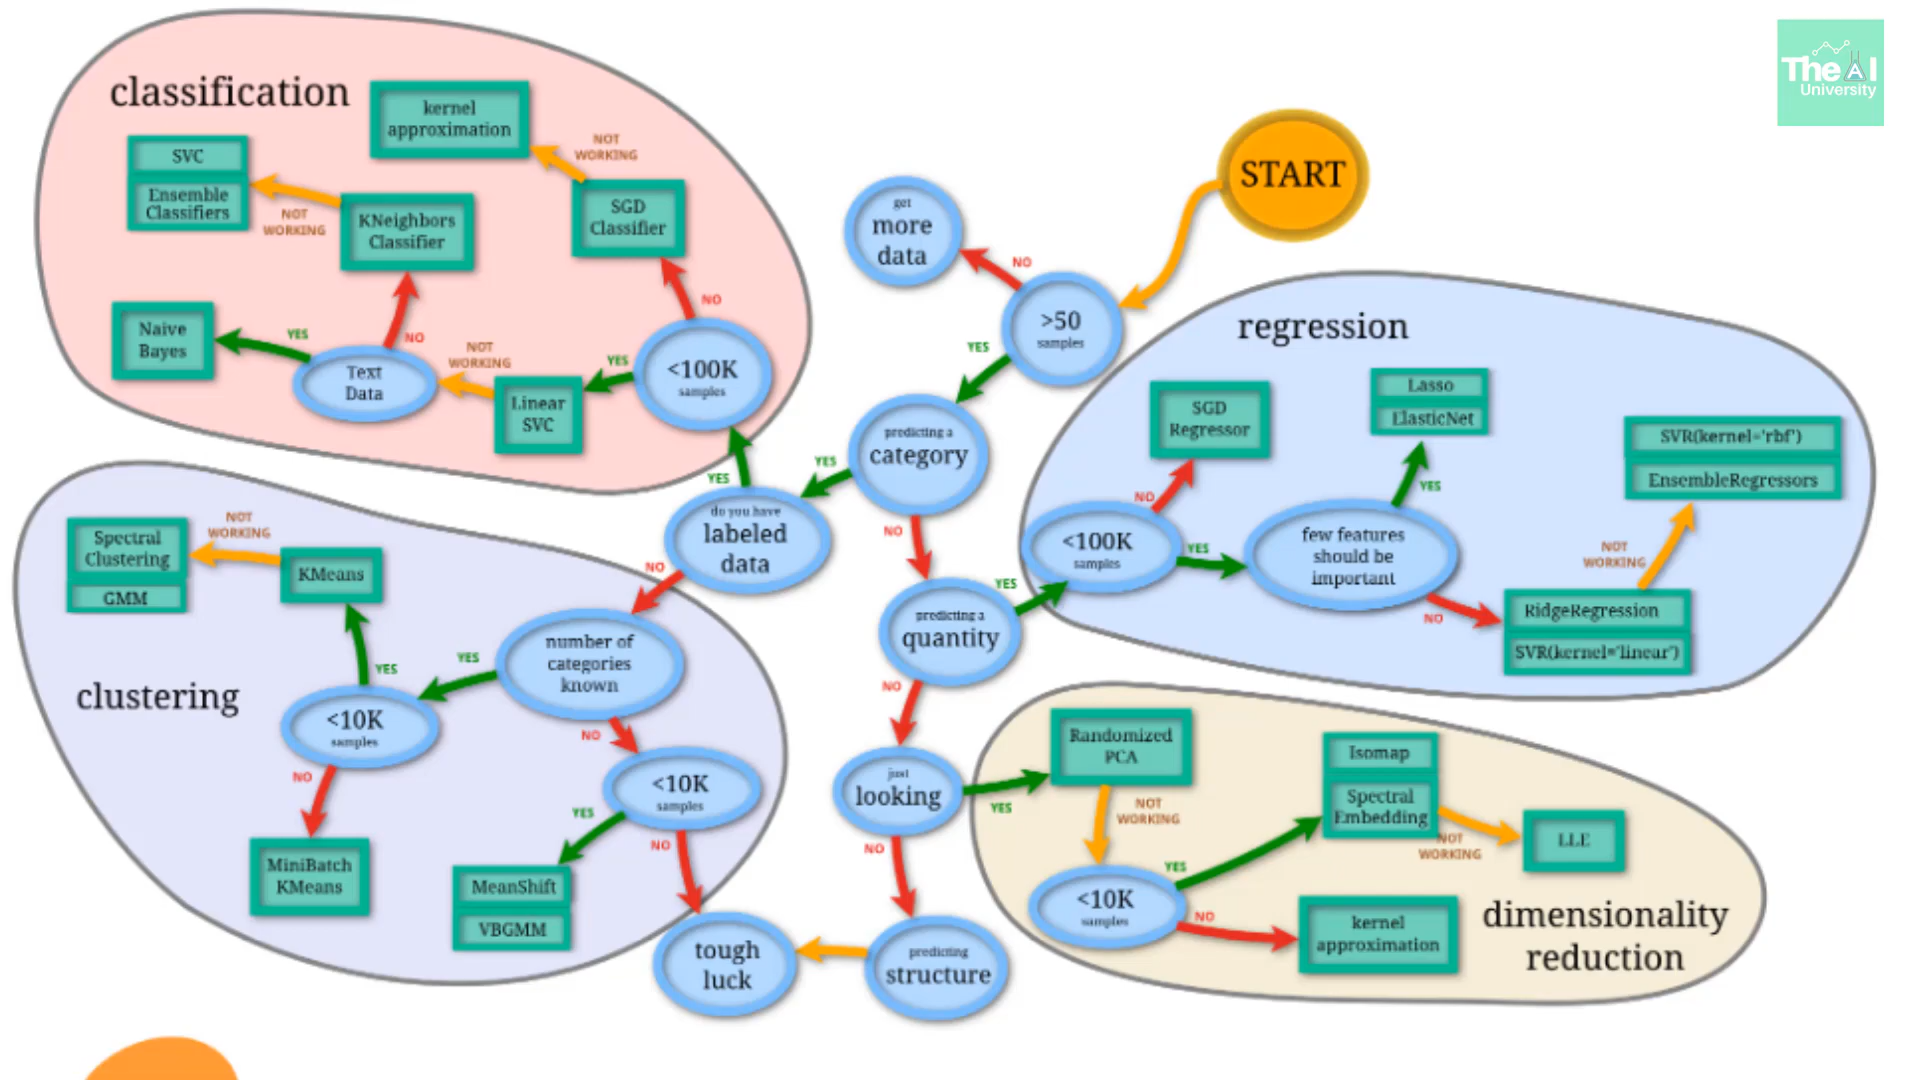 The AI
University
START
classification
kernel
approximation
NOT
WORKING
SVC
Ensemble
Classifiers
NOT
WORKING
KNeighbors
Classifier
SGD
Classifier
NO
Naive
Bayes
YES
Text
Data
NO
NOT
WORKING
Linear
SVC
YES
<100K
samples
get
more
data
NO
>50
samples
YES
predicting a
category
YES
YES
do you have
labeled
data
NO
NO
predicting a
quantity
YES
NO
just
looking
YES
NO
predicting
structure
tough
luck
regression
SGD
Regressor
NO
<100K
samples
YES
few features
should be
important
YES
Lasso
ElasticNet
NO
RidgeRegression
SVR(kernel='linear')
NOT
WORKING
SVR(kernel='rbf')
EnsembleRegressors
clustering
Spectral
Clustering
GMM
NOT
WORKING
KMeans
YES
<10K
samples
YES
number of
categories
known
NO
NO
MiniBatch
KMeans
<10K
samples
YES
NO
MeanShift
VBGMM
Randomized
PCA
NOT
WORKING
<10K
samples
YES
NO
Isomap
Spectral
Embedding
NOT
WORKING
LLE
kernel
approximation
dimensionality
reduction